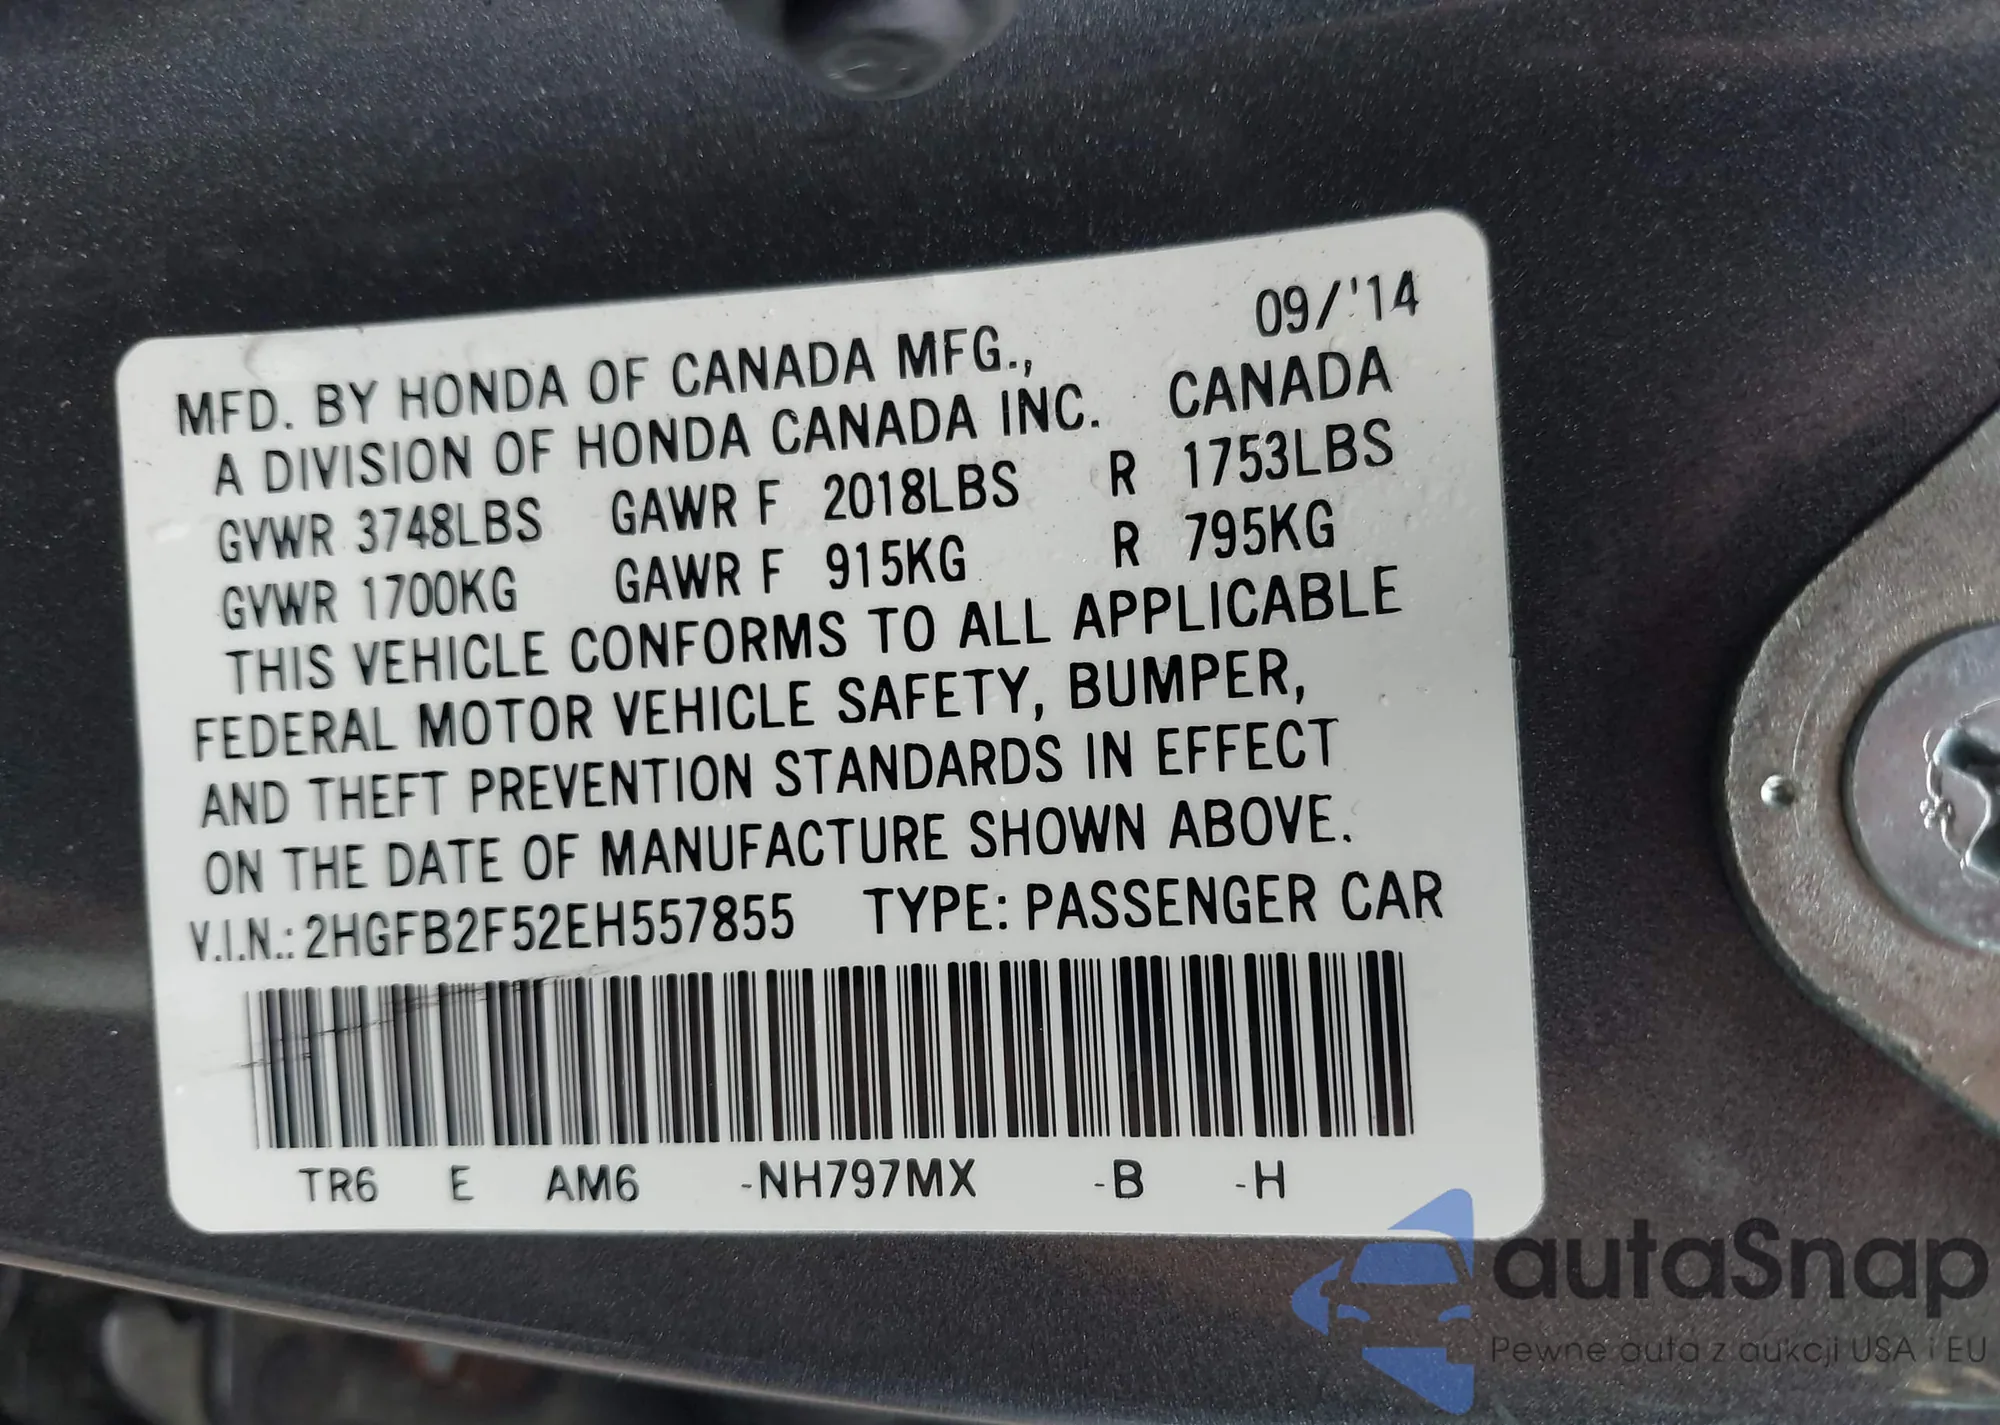 09/'14
MFD. BY HONDA OF CANADA MFG.,
A DIVISION OF HONDA CANADA INC. CANADA
GVWR 3748LBS GAWR F 2018LBS R 1753LBS
GVWR 1700KG GAWR F 915KG R 795KG
THIS VEHICLE CONFORMS TO ALL APPLICABLE
FEDERAL MOTOR VEHICLE SAFETY, BUMPER,
AND THEFT PREVENTION STANDARDS IN EFFECT
ON THE DATE OF MANUFACTURE SHOWN ABOVE.
V.I.N.: 2HGFB2F52EH557855 TYPE: PASSENGER CAR
TR6 E AM6 -NH797MX -B -H
autaSnap
Pewne auta z aukcji USA i EU